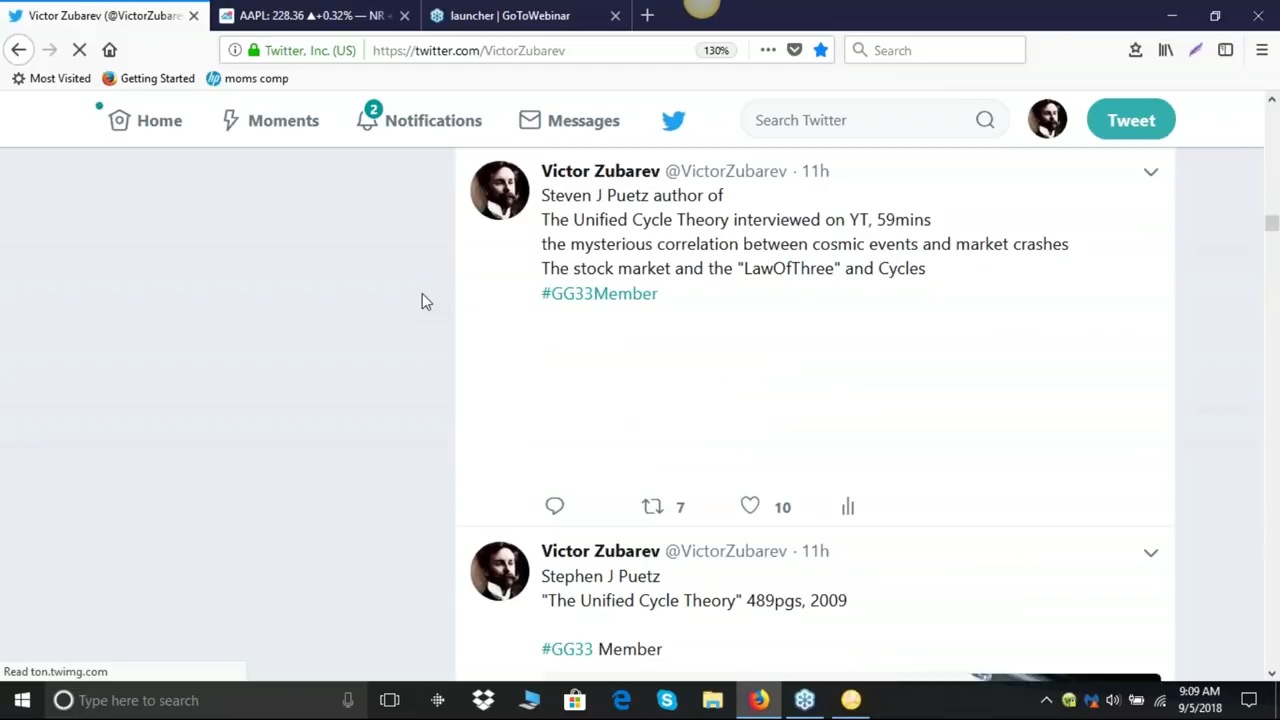 Victor Zubarev (@VictorZubare
AAPL: 228.36 ▲+0.32% — NR
launcher | GoToWebinar
Twitter, Inc. (US)
https://twitter.com/VictorZubarev
130%
Search
Most Visited
Getting Started
moms comp
Home
Moments
2
Notifications
Messages
Search Twitter
Tweet
Victor Zubarev @VictorZubarev · 11h
Steven J Puetz author of
The Unified Cycle Theory interviewed on YT, 59mins
the mysterious correlation between cosmic events and market crashes
The stock market and the "LawOfThree" and Cycles
#GG33Member
7
10
Victor Zubarev @VictorZubarev · 11h
Stephen J Puetz
"The Unified Cycle Theory" 489pgs, 2009
#GG33 Member
Read ton.twimg.com
Type here to search
9:09 AM
9/5/2018